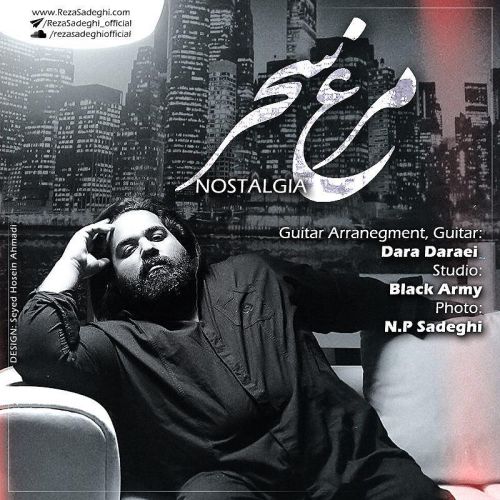 www.RezaSadeghi.com
/RezaSadeghi_official
/rezasadeghiofficial
مرغ سحر
NOSTALGIA
Guitar Arranegment, Guitar:
Dara Daraei
Studio:
Black Army
Photo:
N.P Sadeghi
DESIGN: Seyed Hosein Ahmadi